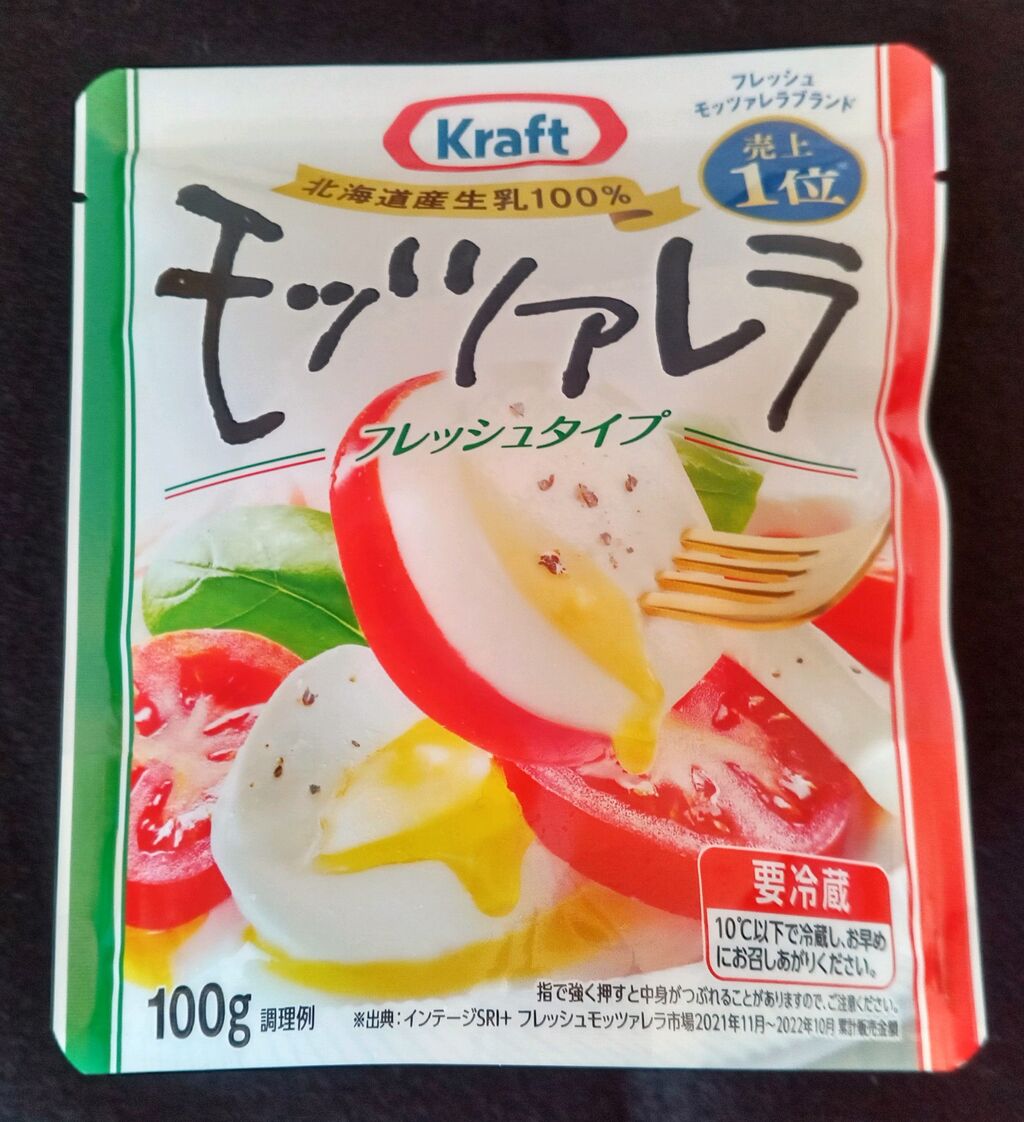 フレッシュ
モッツァレラブランド
売上
1位※
Kraft
北海道産生乳100%
モッツァレラ
フレッシュタイプ
要冷蔵
10℃以下で冷蔵し、お早め
にお召しあがりください。
指で強く押すと中身がつぶれることがありますので、ご注意ください。
100g 調理例
※出典：インテージSRI+ フレッシュモッツァレラ市場2021年11月～2022年10月 累計販売金額